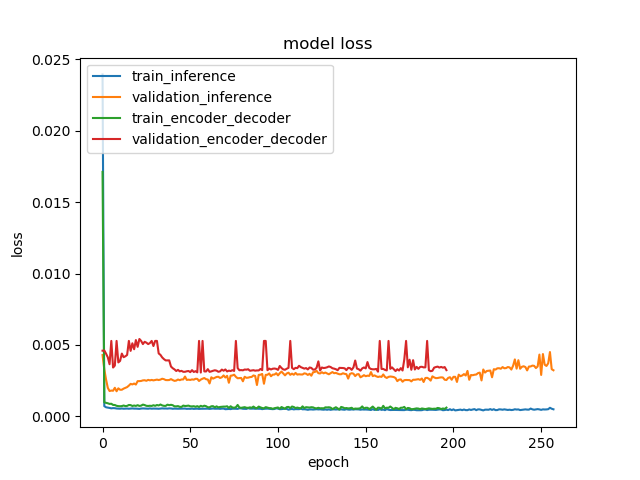 model loss
train_inference
validation_inference
train_encoder_decoder
validation_encoder_decoder
loss
0.025
0.020
0.015
0.010
0.005
0.000
0 50 100 150 200 250
epoch